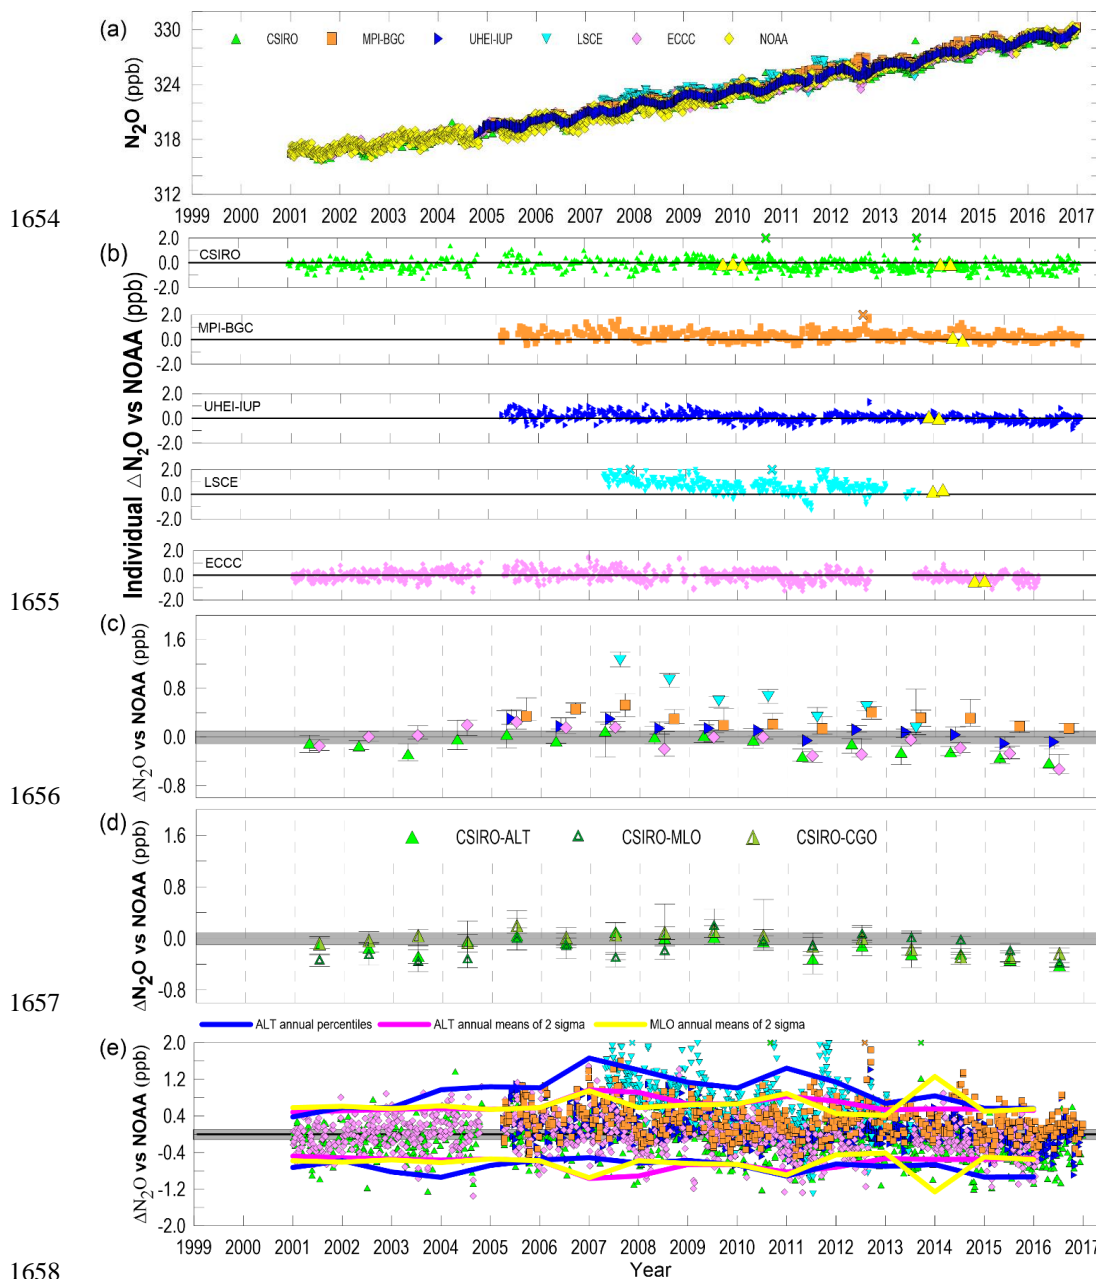 (a)
330
324
318
312
N2O (ppb)
CSIRO MPI-BGC UHEI-IUP LSCE ECCC NOAA
1999 2000 2001 2002 2003 2004 2005 2006 2007 2008 2009 2010 2011 2012 2013 2014 2015 2016 2017
1654
(b)
Individual △N2O vs NOAA (ppb)
2.0
CSIRO
0.0
-2.0
2.0
MPI-BGC
0.0
-2.0
2.0
UHEI-IUP
0.0
-2.0
2.0
LSCE
0.0
-2.0
2.0
ECCC
0.0
-2.0
1655
(c)
ΔN2O vs NOAA (ppb)
1.6
0.8
0.0
-0.8
1656
(d)
ΔN2O vs NOAA (ppb)
CSIRO-ALT CSIRO-MLO CSIRO-CGO
1.6
0.8
0.0
-0.8
1657
ALT annual percentiles ALT annual means of 2 sigma MLO annual means of 2 sigma
(e)
ΔN2O vs NOAA (ppb)
2.0
1.2
0.4
-0.4
-1.2
-2.0
1999 2000 2001 2002 2003 2004 2005 2006 2007 2008 2009 2010 2011 2012 2013 2014 2015 2016 2017
Year
1658